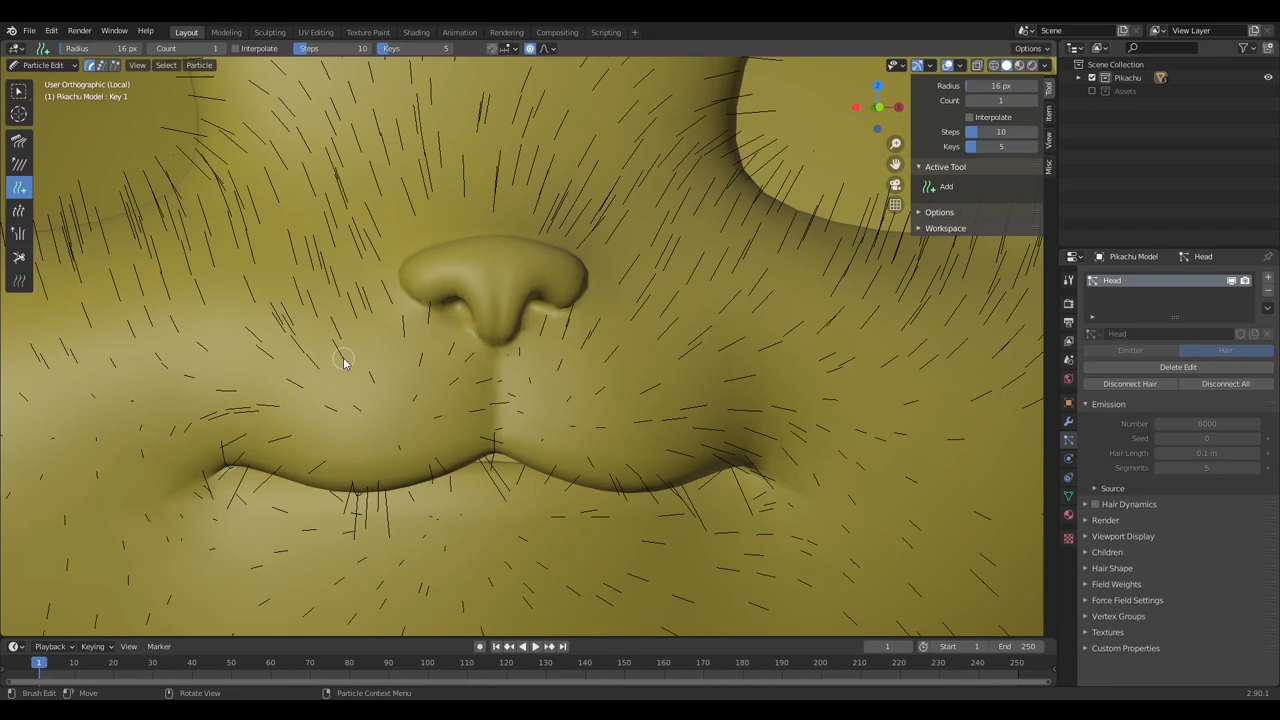 File Edit Render Window Help Layout Modeling Sculpting UV Editing Texture Paint Shading Animation Rendering Compositing Scripting + Scene View Layer
Radius 16 px Count 1 Interpolate Steps 10 Keys 5 Options
Particle Edit View Select Particle
Scene Collection
Pikachu
Assets
User Orthographic (Local)
(1) Pikachu Model : Key 1
Z
Radius 16 px
Count 1
Interpolate
Steps 10
Keys 5
Active Tool
Add
Options
Workspace
Tool
Item
View
Misc
Pikachu Model > Head
Head
Head
Emitter Hair
Delete Edit
Disconnect Hair Disconnect All
Emission
Number 8000
Seed 0
Hair Length 0.1 m
Segments 5
Source
Hair Dynamics
Render
Viewport Display
Children
Hair Shape
Field Weights
Force Field Settings
Vertex Groups
Textures
Custom Properties
Playback Keying View Marker 1 Start 1 End 250
1 10 20 30 40 50 60 70 80 90 100 110 120 130 140 150 160 170 180 190 200 210 220 230 240 250
Brush Edit Move Rotate View Particle Context Menu 2.90.1